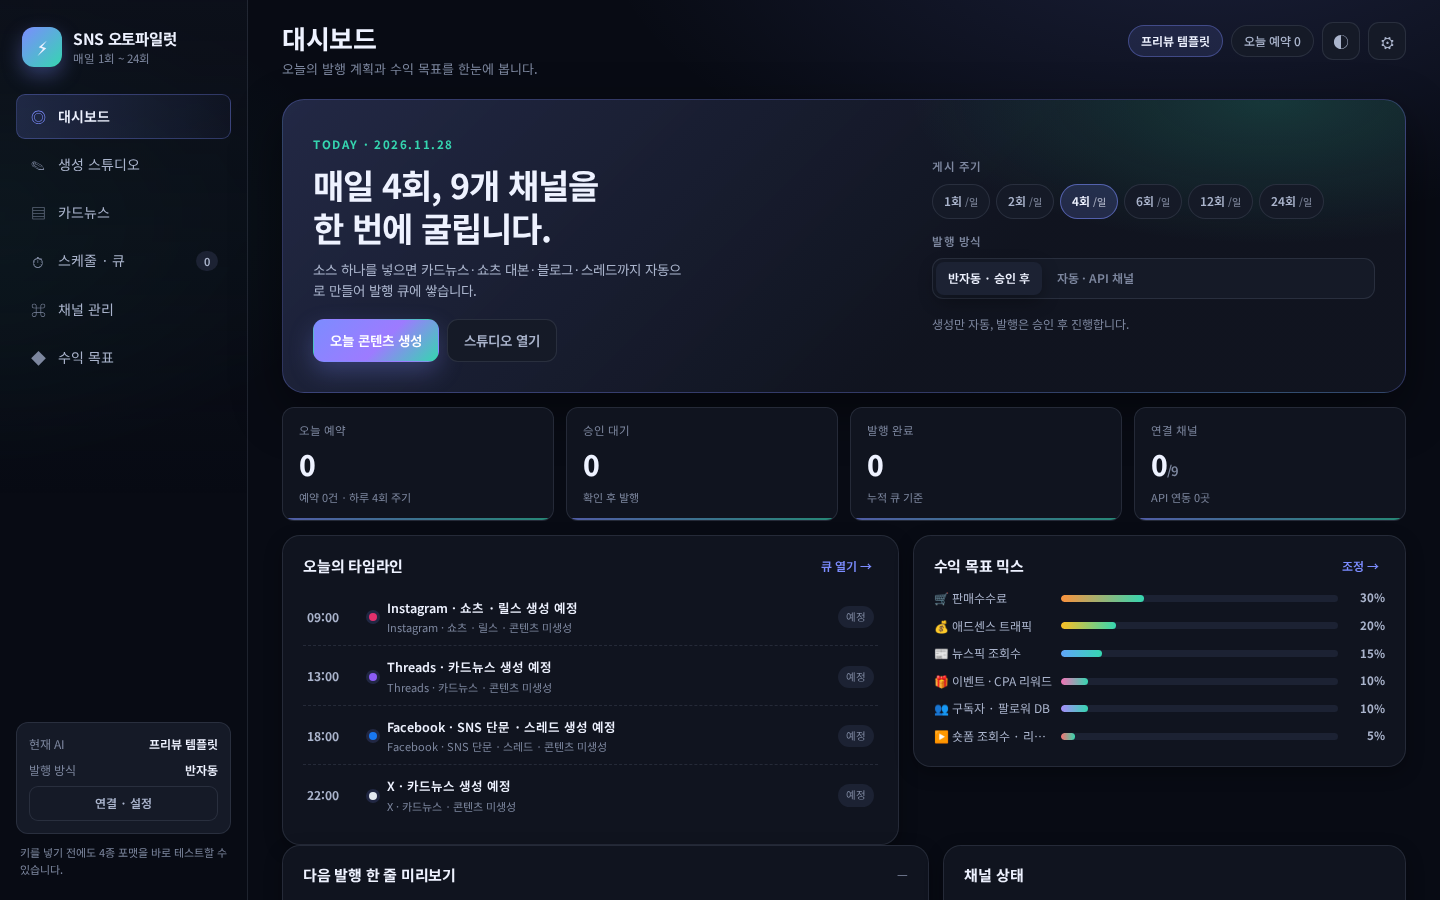 SNS 오토파일럿
매일 1회 ~ 24회
대시보드
생성 스튜디오
카드뉴스
스케줄 · 큐
0
채널 관리
수익 목표
현재 AI
프리뷰 템플릿
발행 방식
반자동
연결 · 설정
키를 넣기 전에도 4종 포맷을 바로 테스트할 수
있습니다.
대시보드
오늘의 발행 계획과 수익 목표를 한눈에 봅니다.
프리뷰 템플릿
오늘 예약 0
TODAY · 2026.11.28
매일 4회, 9개 채널을
한 번에 굴립니다.
소스 하나를 넣으면 카드뉴스·쇼츠 대본·블로그·스레드까지 자동으
로 만들어 발행 큐에 쌓습니다.
오늘 콘텐츠 생성
스튜디오 열기
게시 주기
1회 /일
2회 /일
4회 /일
6회 /일
12회 /일
24회 /일
발행 방식
반자동 · 승인 후
자동 · API 채널
생성만 자동, 발행은 승인 후 진행합니다.
오늘 예약
0
예약 0건 · 하루 4회 주기
승인 대기
0
확인 후 발행
발행 완료
0
누적 큐 기준
연결 채널
0/9
API 연동 0곳
오늘의 타임라인
큐 열기 →
09:00
Instagram · 쇼츠 · 릴스 생성 예정
Instagram · 쇼츠 · 릴스 · 콘텐츠 미생성
예정
13:00
Threads · 카드뉴스 생성 예정
Threads · 카드뉴스 · 콘텐츠 미생성
예정
18:00
Facebook · SNS 단문 · 스레드 생성 예정
Facebook · SNS 단문 · 스레드 · 콘텐츠 미생성
예정
22:00
X · 카드뉴스 생성 예정
X · 카드뉴스 · 콘텐츠 미생성
예정
수익 목표 믹스
조정 →
판매수수료
30%
애드센스 트래픽
20%
뉴스픽 조회수
15%
이벤트 · CPA 리워드
10%
구독자 · 팔로워 DB
10%
숏폼 조회수 · 리…
5%
다음 발행 한 줄 미리보기
—
채널 상태